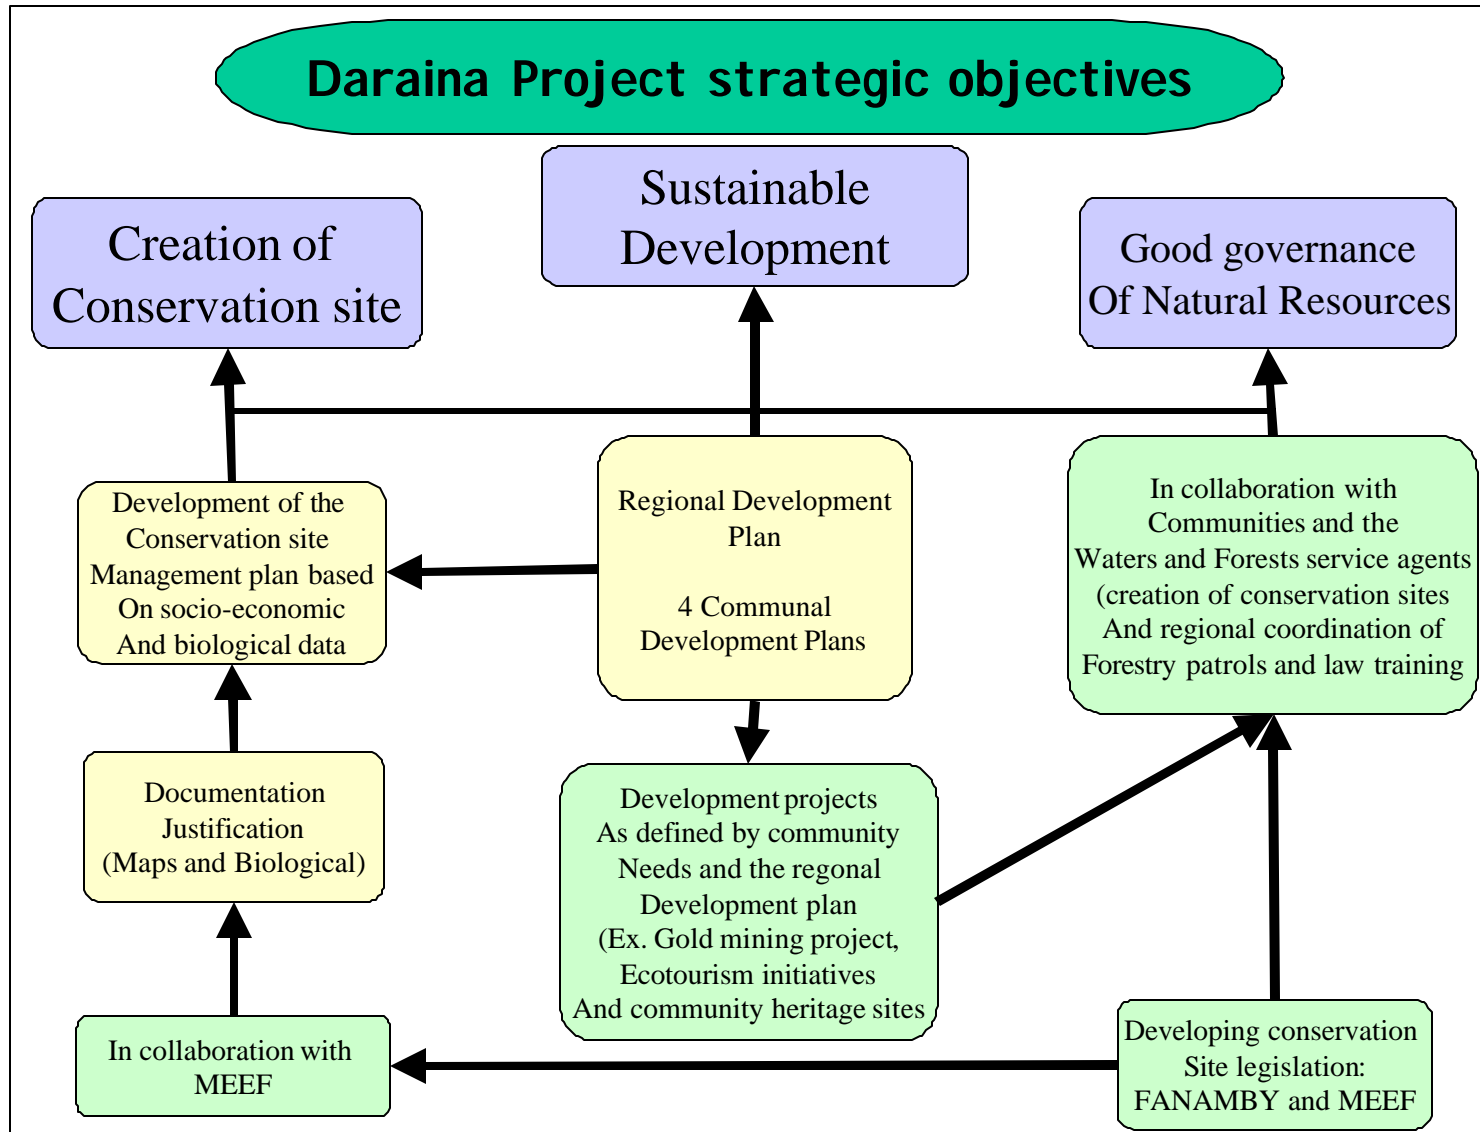 Daraina Project strategic objectives
Sustainable
Development
Creation of
Conservation site
Good governance
Of Natural Resources
Development of the
Conservation site
Management plan based
On socio-economic
And biological data
Regional Development
Plan
4 Communal
Development Plans
In collaboration with
Communities and the
Waters and Forests service agents
(creation of conservation sites
And regional coordination of
Forestry patrols and law training
Documentation
Justification
(Maps and Biological)
Development projects
As defined by community
Needs and the regonal
Development plan
(Ex. Gold mining project,
Ecotourism initiatives
And community heritage sites
In collaboration with
MEEF
Developing conservation
Site legislation:
FANAMBY and MEEF